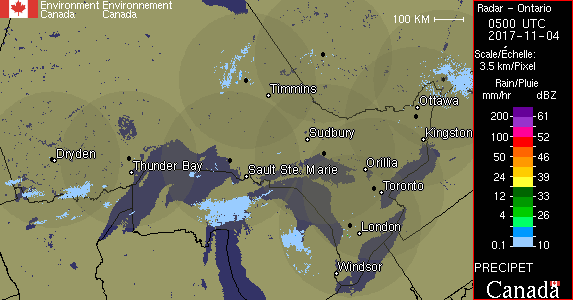 Environment Environnement
Canada Canada
100 KM
Timmins
Ottawa
Sudbury
Kingston
Dryden
Thunder Bay
Sault Ste. Marie
Orillia
Toronto
London
Windsor
Radar - Ontario
0500 UTC
2017-11-04
Scale/Échelle:
3.5 km/Pixel
Rain/Pluie
mm/hr dBZ
200 61
100 52
50 46
24 39
12 33
4 26
0.1 10
PRECIPET
Canada